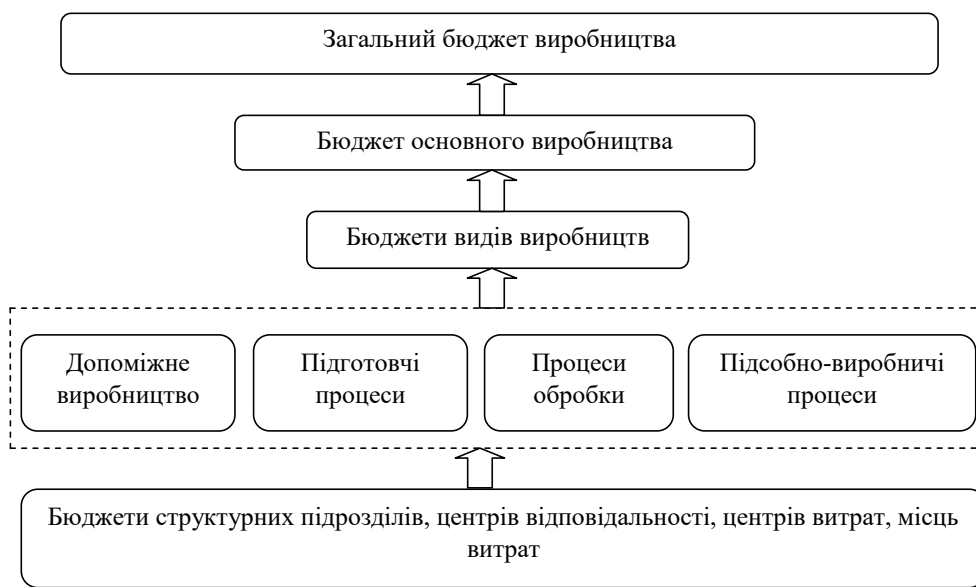 Загальний бюджет виробництва
Бюджет основного виробництва
Бюджети видів виробництв
Допоміжне
виробництво
Підготовчі
процеси
Процеси
обробки
Підсобно-виробничі
процеси
Бюджети структурних підрозділів, центрів відповідальності, центрів витрат, місць
витрат